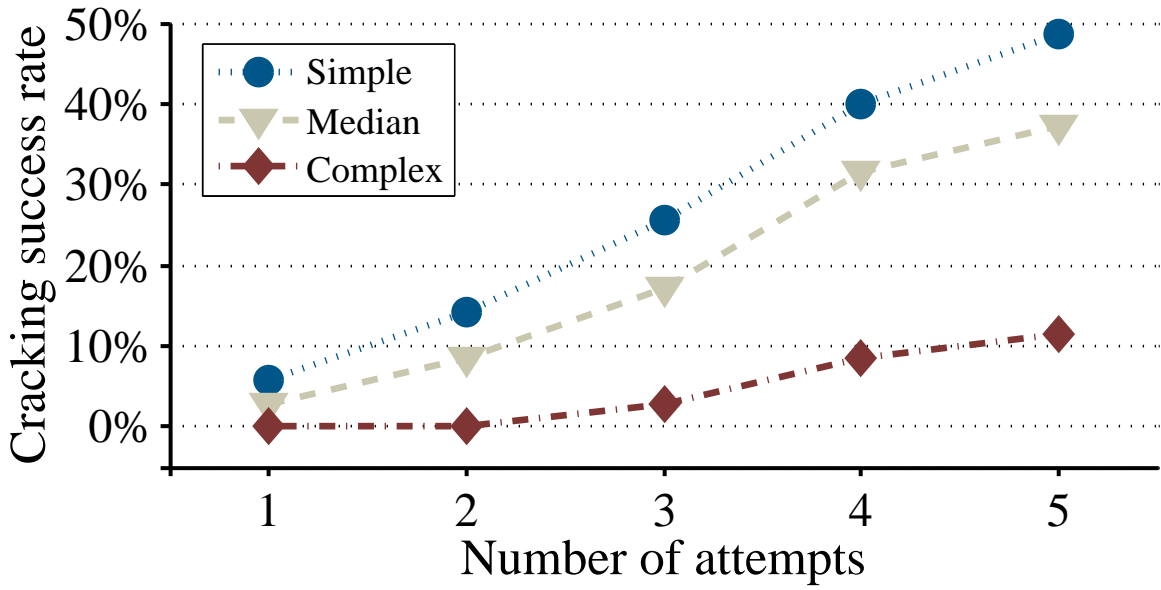 Cracking success rate
50%
40%
30%
20%
10%
0%
Simple
Median
Complex
1 2 3 4 5
Number of attempts